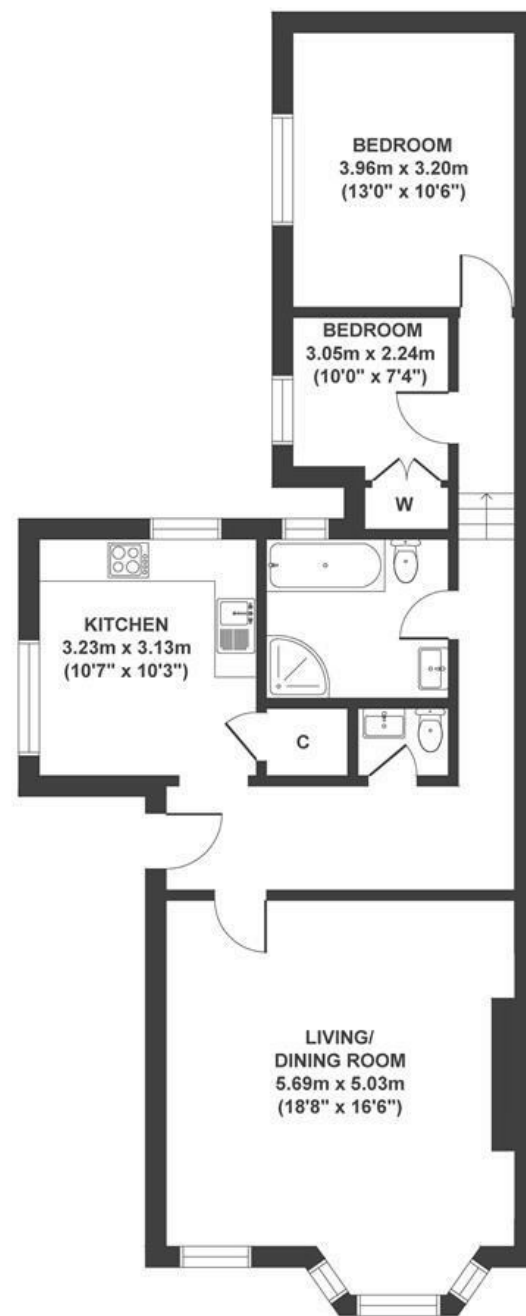 BEDROOM
3.96m x 3.20m
(13'0" x 10'6")
BEDROOM
3.05m x 2.24m
(10'0" x 7'4")
W
KITCHEN
3.23m x 3.13m
(10'7" x 10'3")
C
LIVING/
DINING ROOM
5.69m x 5.03m
(18'8" x 16'6")